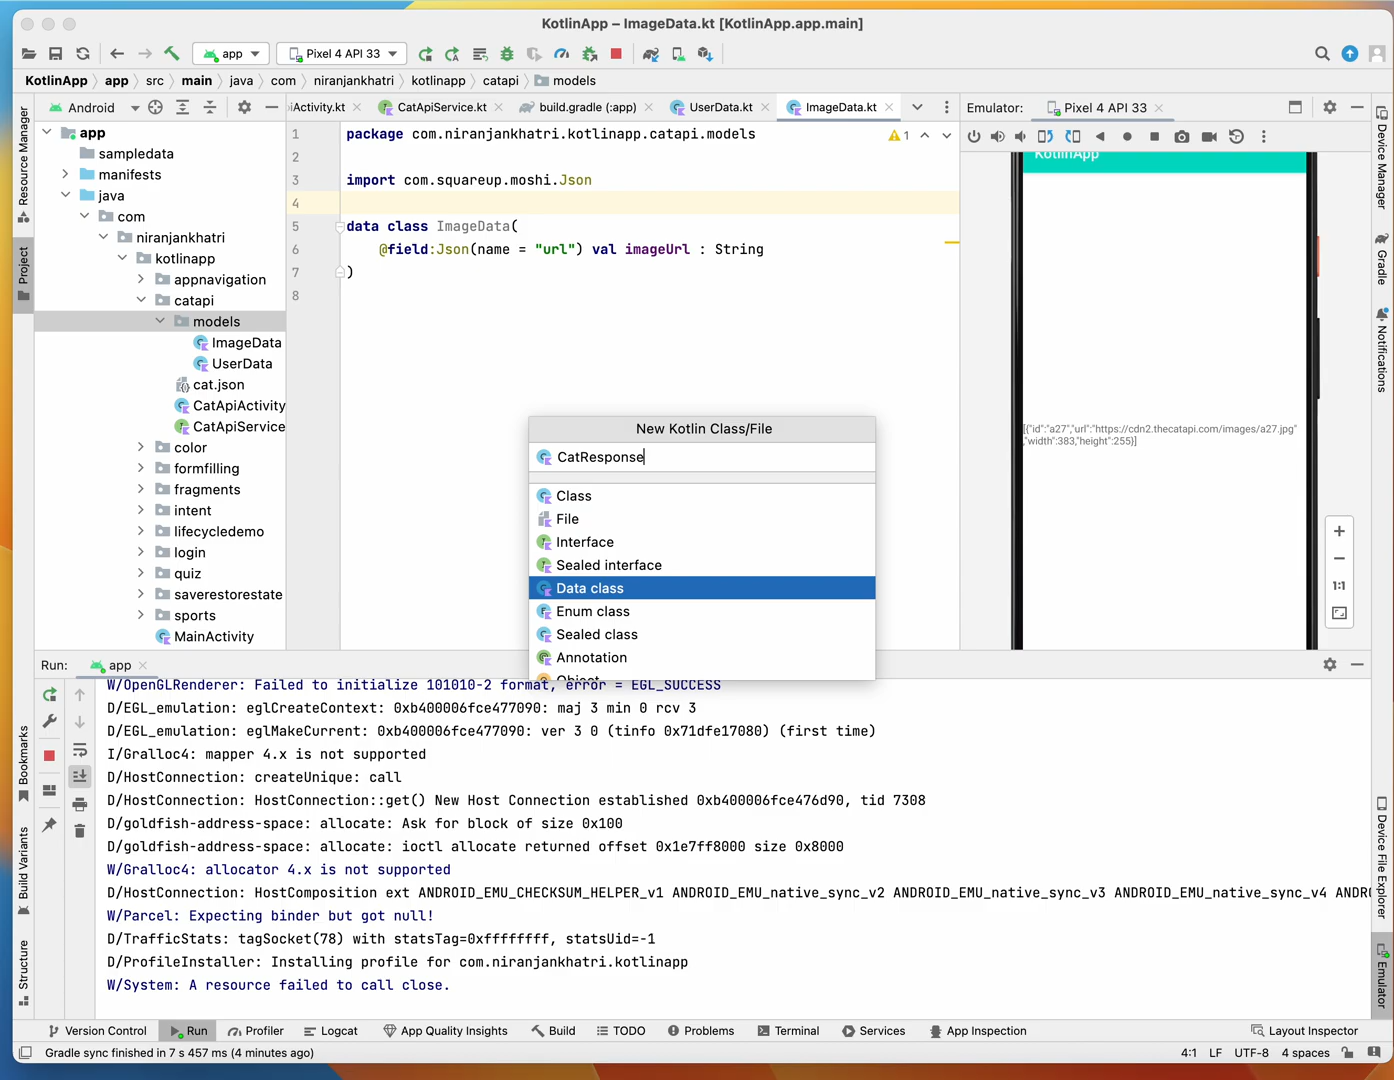 KotlinApp – ImageData.kt [KotlinApp.app.main]
app
Pixel 4 API 33
KotlinApp
app
src
main
java
com
niranjankhatri
kotlinapp
catapi
models
Android
iActivity.kt
CatApiService.kt
build.gradle (:app)
UserData.kt
ImageData.kt
Emulator:
Pixel 4 API 33
Resource Manager
Project
Bookmarks
Build Variants
Structure
app
sampledata
manifests
java
com
niranjankhatri
kotlinapp
appnavigation
catapi
models
ImageData
UserData
cat.json
CatApiActivity
CatApiService
color
formfilling
fragments
intent
lifecycledemo
login
quiz
saverestorestate
sports
MainActivity
1 package com.niranjankhatri.kotlinapp.catapi.models
1
2
3 import com.squareup.moshi.Json
4
5 data class ImageData(
6 @field:Json(name = "url") val imageUrl : String
7 )
8
New Kotlin Class/File
CatResponse
Class
File
Interface
Sealed interface
Data class
Enum class
Sealed class
Annotation
Object
KotlinApp
[{"id":"a27","url":"https://cdn2.thecatapi.com/images/a27.jpg"
,"width":383,"height":255}]
+
−
1:1
Device Manager
Gradle
Notifications
Device File Explorer
Emulator
Run:
app
W/OpenGLRenderer: Failed to initialize 101010-2 format, error = EGL_SUCCESS
D/EGL_emulation: eglCreateContext: 0xb400006fce477090: maj 3 min 0 rcv 3
D/EGL_emulation: eglMakeCurrent: 0xb400006fce477090: ver 3 0 (tinfo 0x71dfe17080) (first time)
I/Gralloc4: mapper 4.x is not supported
D/HostConnection: createUnique: call
D/HostConnection: HostConnection::get() New Host Connection established 0xb400006fce476d90, tid 7308
D/goldfish-address-space: allocate: Ask for block of size 0x100
D/goldfish-address-space: allocate: ioctl allocate returned offset 0x1e7ff8000 size 0x8000
W/Gralloc4: allocator 4.x is not supported
D/HostConnection: HostComposition ext ANDROID_EMU_CHECKSUM_HELPER_v1 ANDROID_EMU_native_sync_v2 ANDROID_EMU_native_sync_v3 ANDROID_EMU_native_sync_v4 ANDR
W/Parcel: Expecting binder but got null!
D/TrafficStats: tagSocket(78) with statsTag=0xffffffff, statsUid=-1
D/ProfileInstaller: Installing profile for com.niranjankhatri.kotlinapp
W/System: A resource failed to call close.
Version Control
Run
Profiler
Logcat
App Quality Insights
Build
TODO
Problems
Terminal
Services
App Inspection
Layout Inspector
Gradle sync finished in 7 s 457 ms (4 minutes ago)
4:1
LF
UTF-8
4 spaces